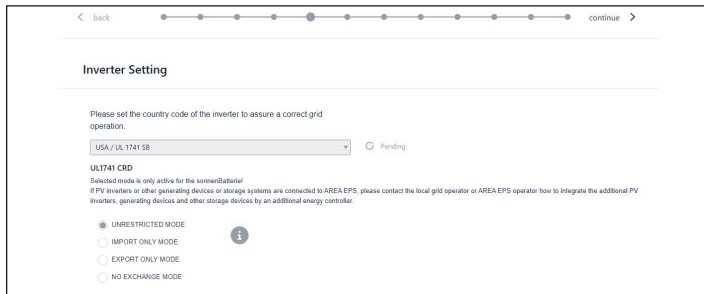 back
continue
Inverter Setting
Please set the country code of the inverter to assure a correct grid
operation.
USA / UL 1741 SB
Pending
UL1741 CRD
Selected mode is only active for the sonnenBatterie!
If PV inverters or other generating devices or storage systems are connected to AREA EPS, please contact the local grid operator or AREA EPS operator how to integrate the additional PV
inverters, generating devices and other storage devices by an additional energy controller.
UNRESTRICTED MODE
i
IMPORT ONLY MODE
EXPORT ONLY MODE
NO EXCHANGE MODE